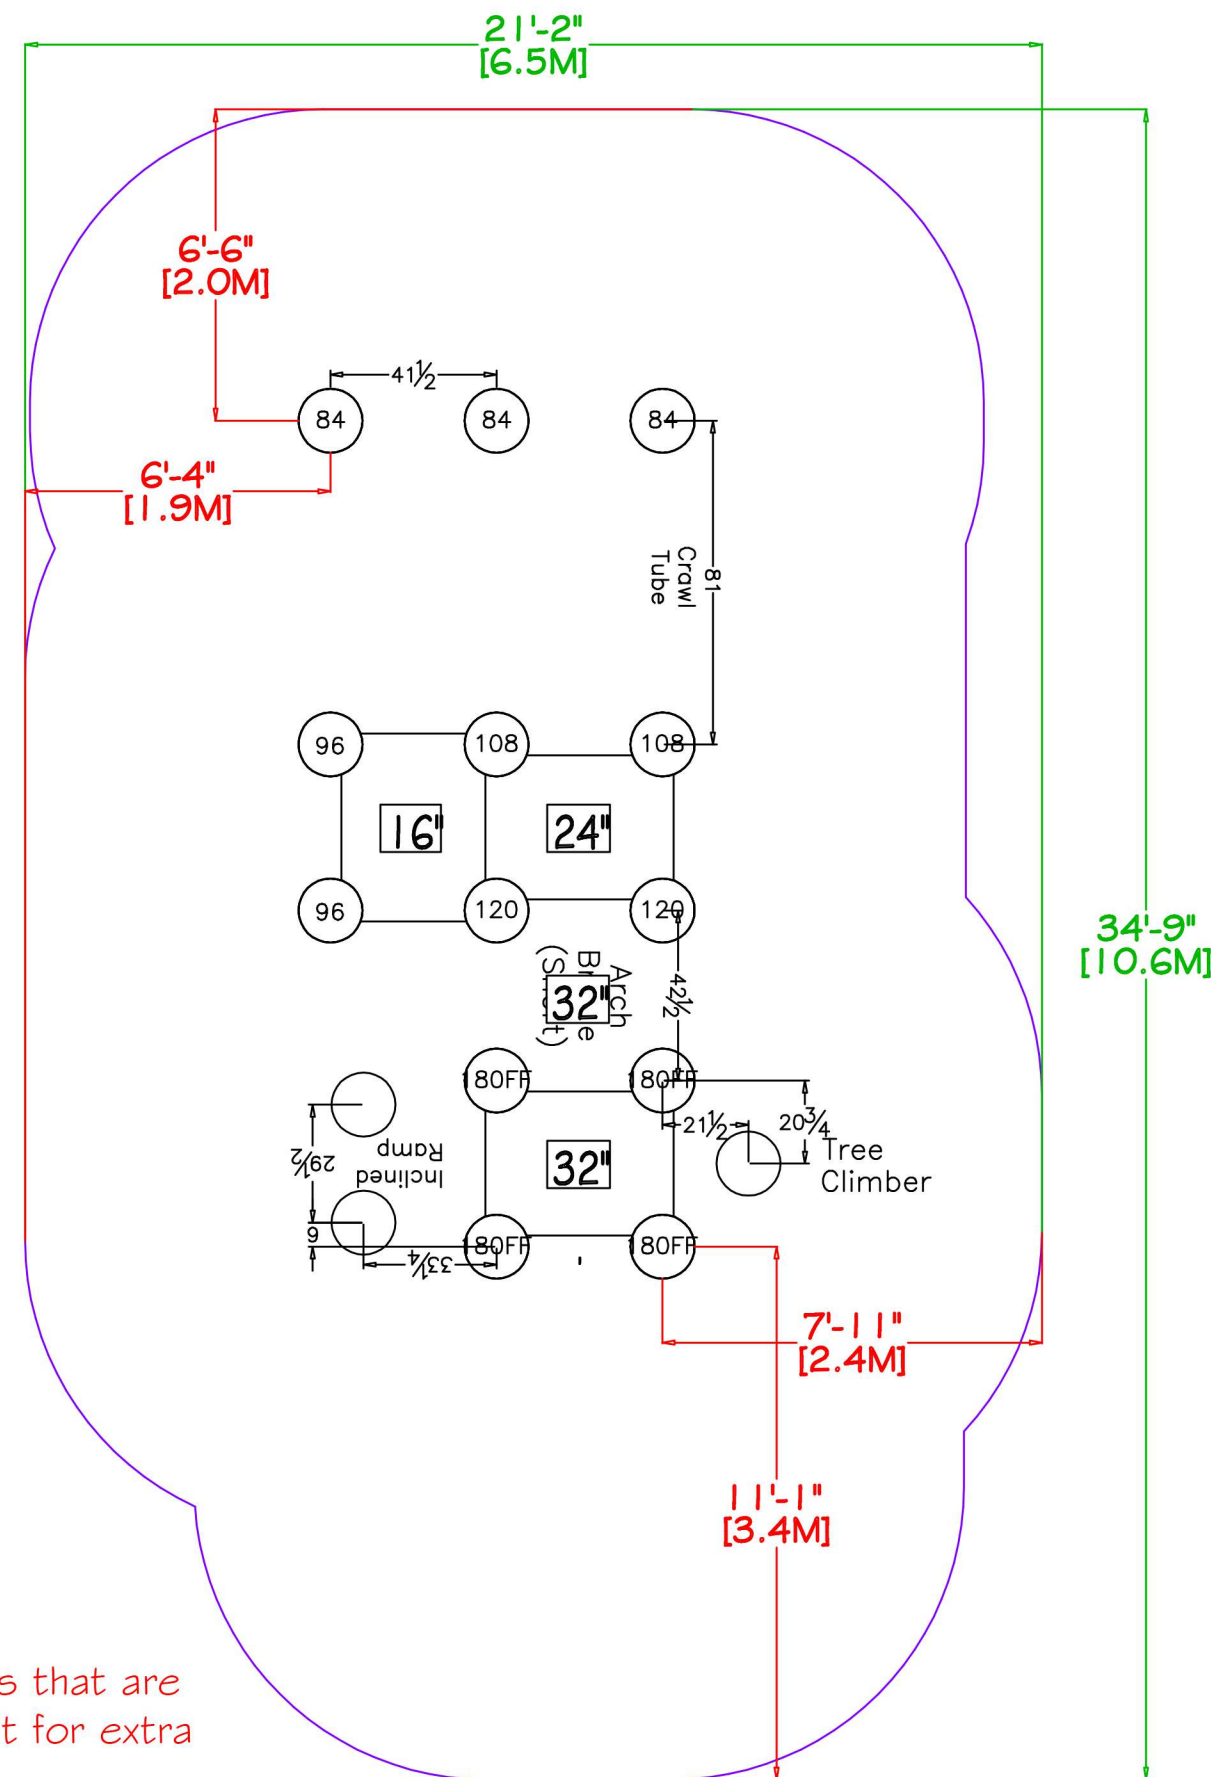 21'-2"
[6.5M]
6'-6"
[2.0M]
41½
84
84
84
6'-4"
[1.9M]
81
Crawl
Tube
96
108
108
16"
24"
96
120
120
34'-9"
[10.6M]
Arch
32"
42½
180FF
180FF
21½
20¾
Tree
Climber
29½
Inclined
Ramp
32"
6
33¼
180FF
180FF
7'-11"
[2.4M]
11'-1"
[3.4M]
s that are
t for extra